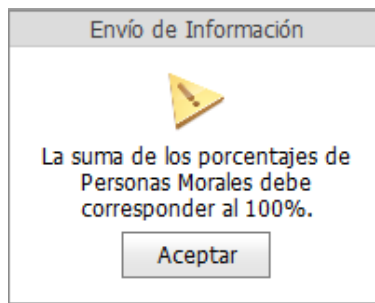 Envío de Información
La suma de los porcentajes de
Personas Morales debe
corresponder al 100%.
Aceptar